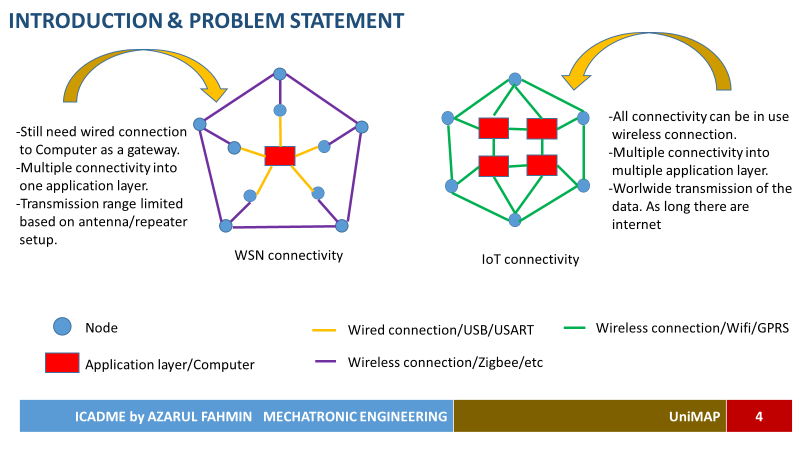 INTRODUCTION & PROBLEM STATEMENT
-Still need wired connection
to Computer as a gateway.
-Multiple connectivity into
one application layer.
-Transmission range limited
based on antenna/repeater
setup.
WSN connectivity
-All connectivity can be in use
wireless connection.
-Multiple connectivity into
multiple application layer.
-Worlwide transmission of the
data. As long there are
internet
IoT connectivity
Node
Wired connection/USB/USART
Wireless connection/Wifi/GPRS
Application layer/Computer
Wireless connection/Zigbee/etc
ICADME by AZARUL FAHMIN MECHATRONIC ENGINEERING
UniMAP
4